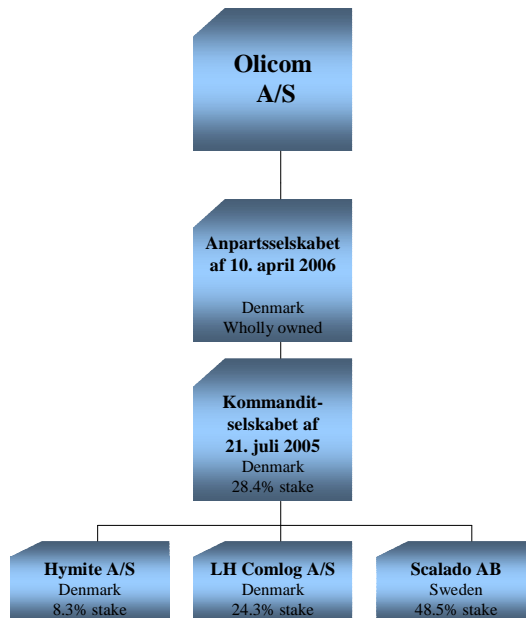 Olicom
A/S
Anpartsselskabet
af 10. april 2006
Denmark
Wholly owned
Kommandit-
selskabet af
21. juli 2005
Denmark
28.4% stake
Hymite A/S
Denmark
8.3% stake
LH Comlog A/S
Denmark
24.3% stake
Scalado AB
Sweden
48.5% stake